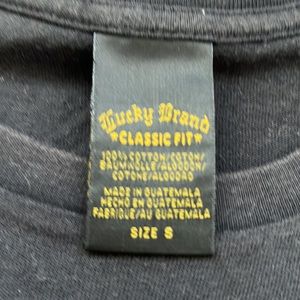 Lucky Brand
★CLASSIC FIT★
100% COTTON/COTON/
BAUMWOLLE/ALGODON/
COTONE/ALGODÃO
MADE IN GUATEMALA
HECHO EN GUATEMALA
FABRIQUÉ/AU GUATEMALA
SIZE S